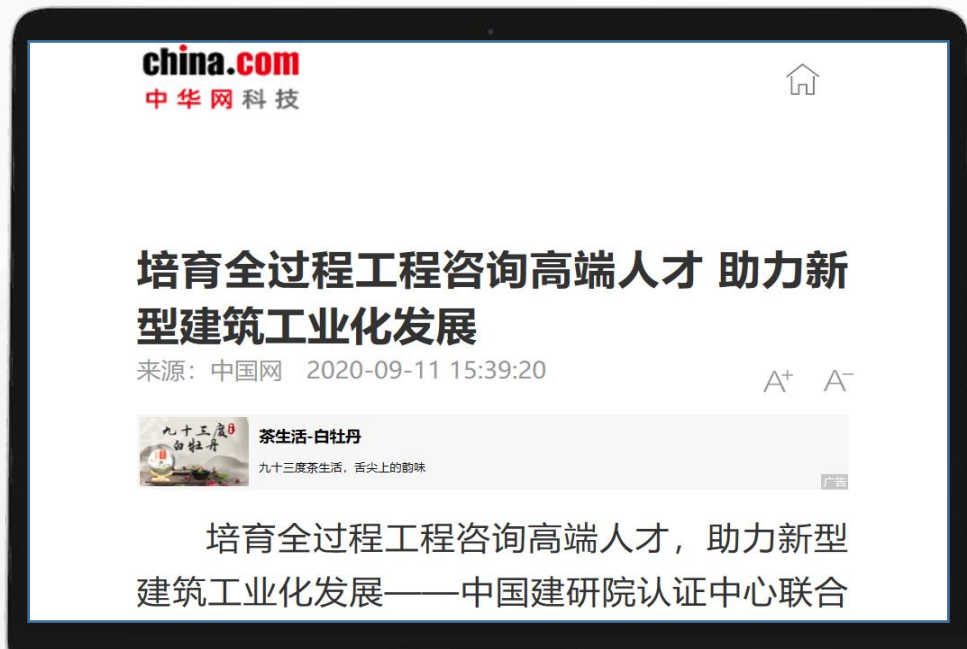 china.com
中华网科技
培育全过程工程咨询高端人才 助力新
型建筑工业化发展
来源：中国网 2020-09-11 15:39:20
A+ A-
九十三度
白牡丹
茶生活-白牡丹
九十三度茶生活，舌尖上的韵味
广告
培育全过程工程咨询高端人才，助力新型
建筑工业化发展——中国建研院认证中心联合